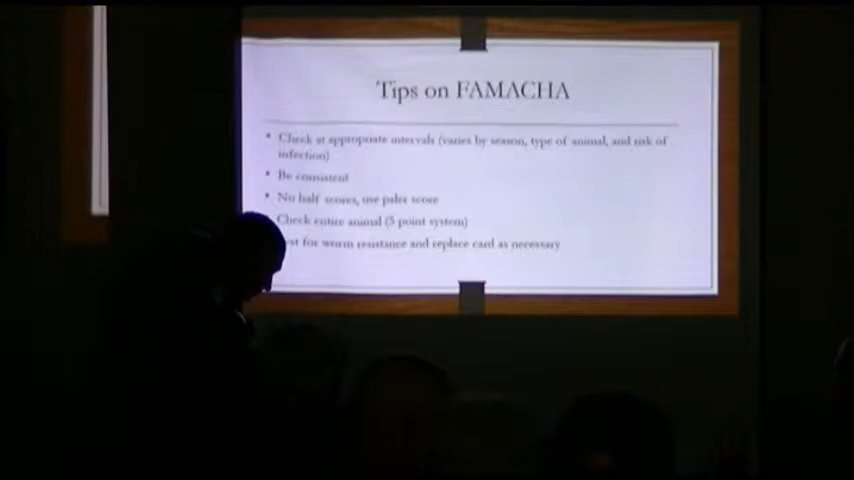 Tips on FAMACHA
• Check at appropriate intervals (varies by season, type of animal, and risk of
infection)
• Be consistent
• No half scores, use paler score
Check entire animal (5 point system)
for worm resistance and replace card as necessary